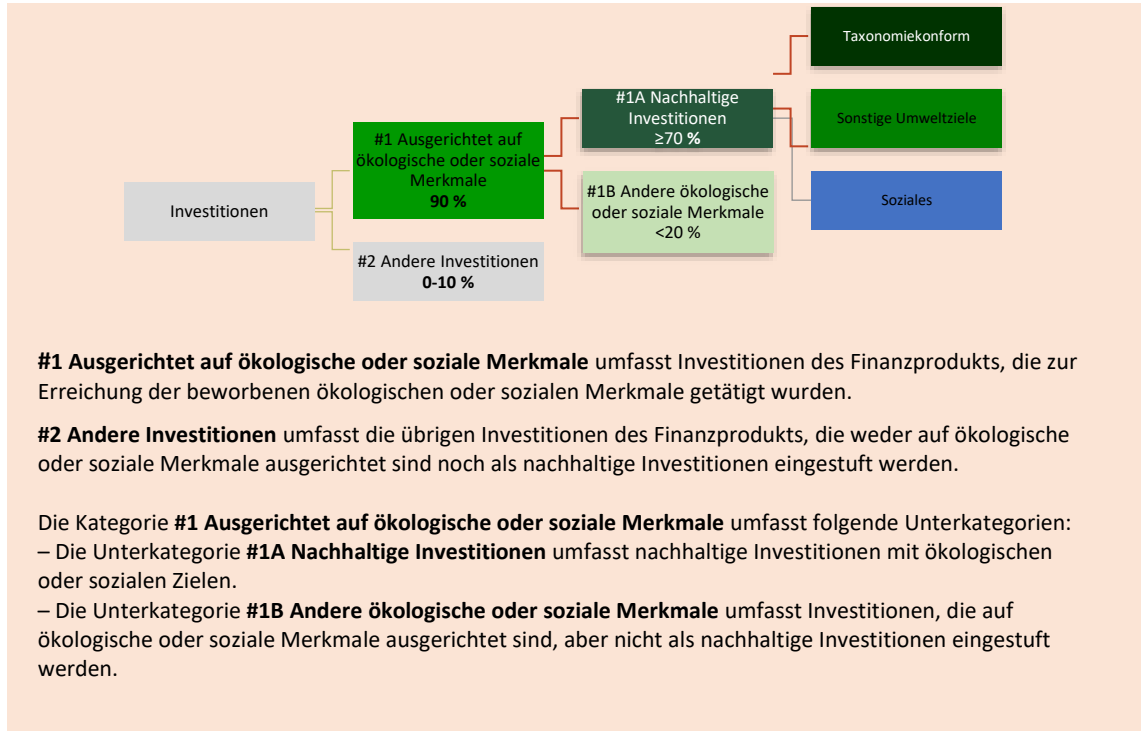 Taxonomiekonform
#1A Nachhaltige
Investitionen
≥70 %
Sonstige Umweltziele
#1 Ausgerichtet auf
ökologische oder soziale
Merkmale
90 %
#1B Andere ökologische
oder soziale Merkmale
<20 %
Soziales
Investitionen
#2 Andere Investitionen
0-10 %
#1 Ausgerichtet auf ökologische oder soziale Merkmale umfasst Investitionen des Finanzprodukts, die zur
Erreichung der beworbenen ökologischen oder sozialen Merkmale getätigt wurden.
#2 Andere Investitionen umfasst die übrigen Investitionen des Finanzprodukts, die weder auf ökologische
oder soziale Merkmale ausgerichtet sind noch als nachhaltige Investitionen eingestuft werden.
Die Kategorie #1 Ausgerichtet auf ökologische oder soziale Merkmale umfasst folgende Unterkategorien:
– Die Unterkategorie #1A Nachhaltige Investitionen umfasst nachhaltige Investitionen mit ökologischen
oder sozialen Zielen.
– Die Unterkategorie #1B Andere ökologische oder soziale Merkmale umfasst Investitionen, die auf
ökologische oder soziale Merkmale ausgerichtet sind, aber nicht als nachhaltige Investitionen eingestuft
werden.